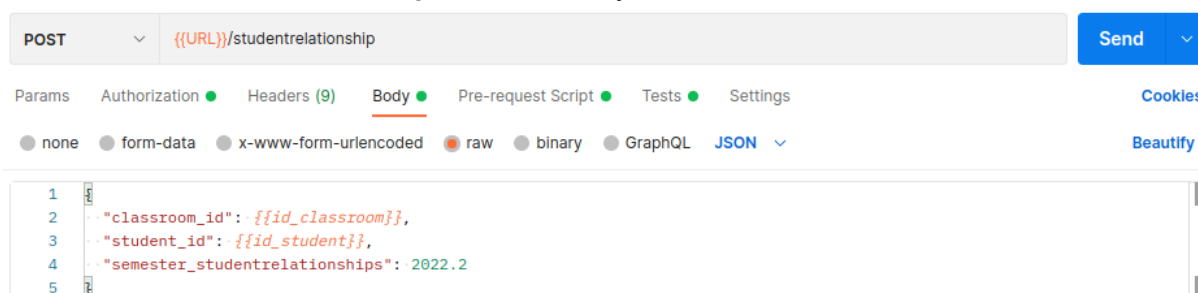 POST {{URL}}/studentrelationship Send
Params Authorization Headers (9) Body Pre-request Script Tests Settings Cookies
none form-data x-www-form-urlencoded raw binary GraphQL JSON Beautify
1 {
2 "classroom_id": {{id_classroom}},
3 "student_id": {{id_student}},
4 "semester_studentrelationships": 2022.2
5 }